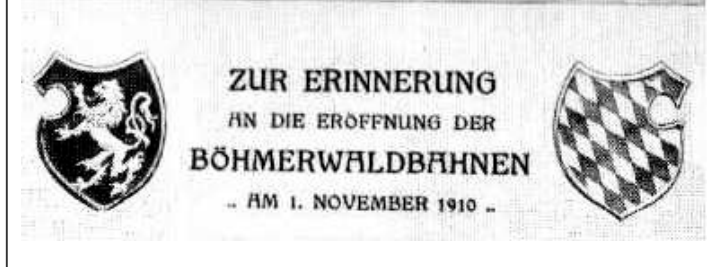 ZUR ERINNERUNG
AN DIE ERÖFFNUNG DER
BÖHMERWALDBAHNEN
.. AM 1. NOVEMBER 1910 ..